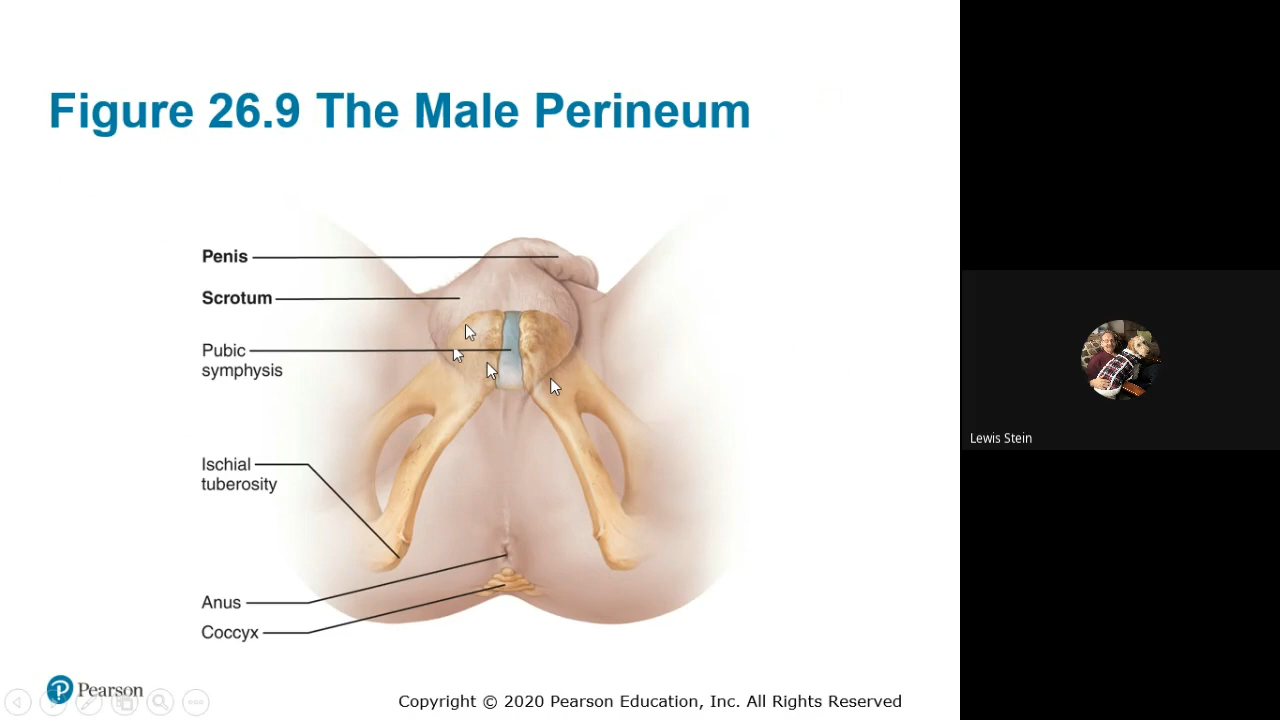 Figure 26.9 The Male Perineum
Penis
Scrotum
Pubic
symphysis
Ischial
tuberosity
Anus
Coccyx
Lewis Stein
Pearson
Copyright © 2020 Pearson Education, Inc. All Rights Reserved